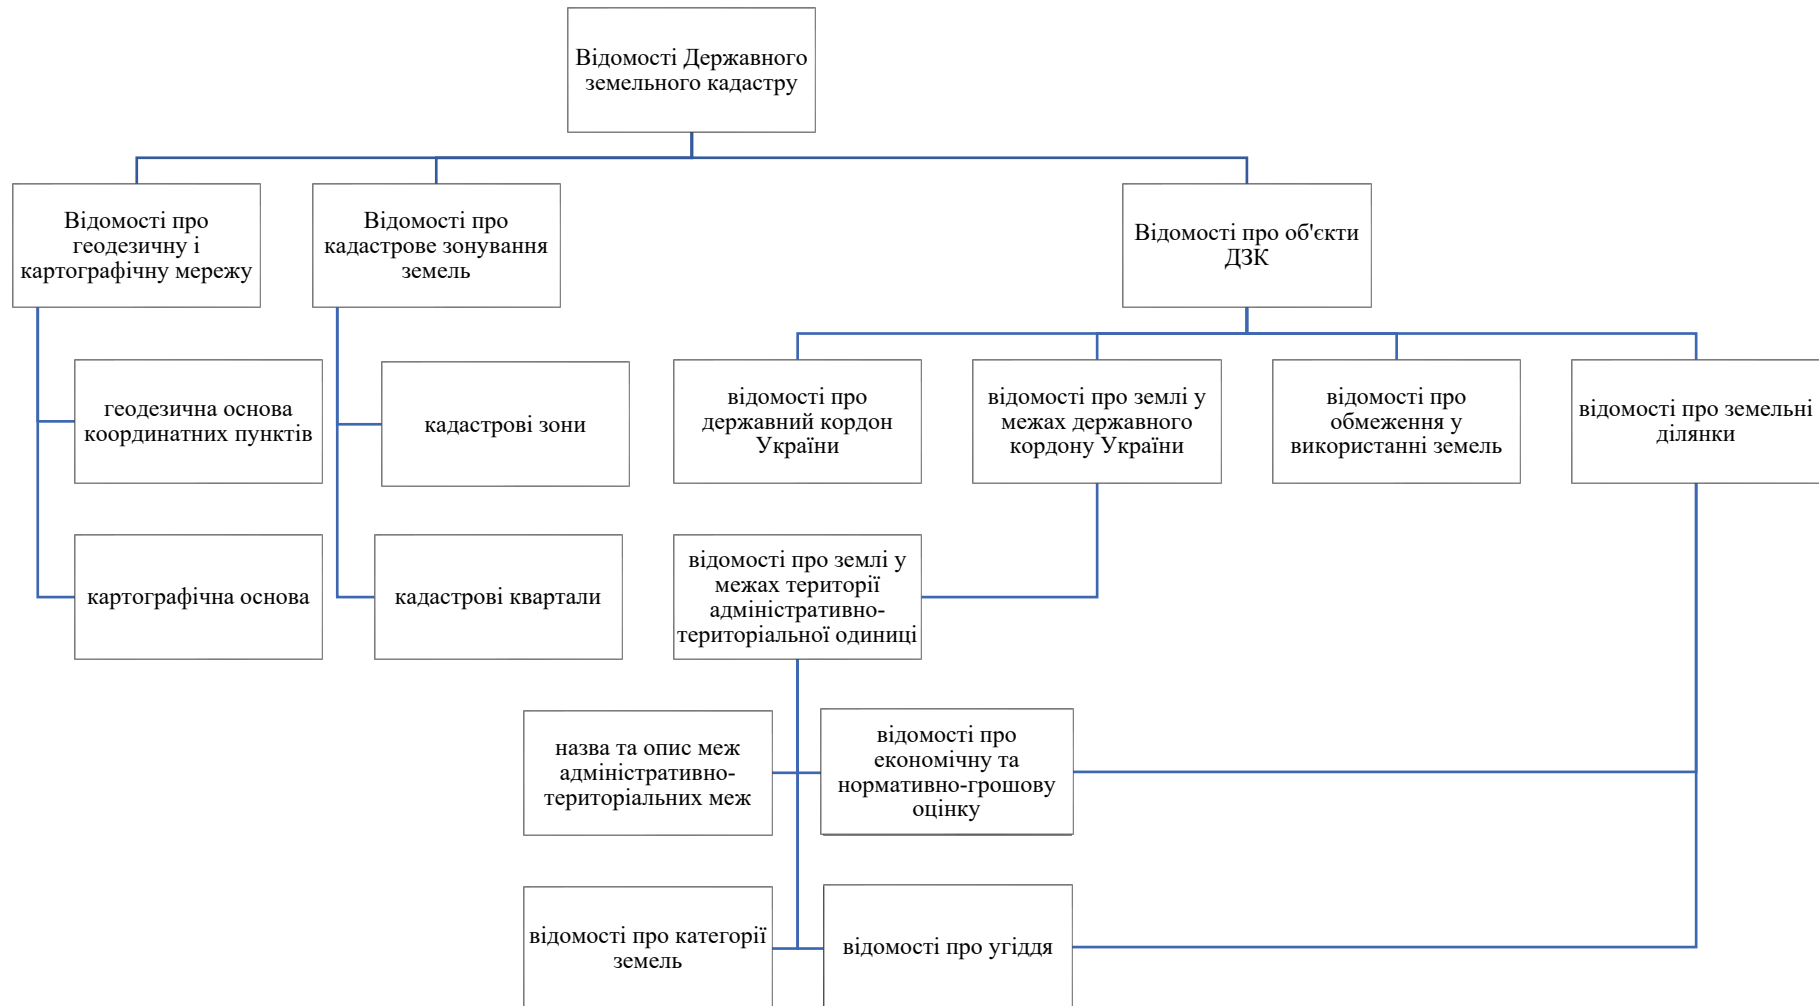 Відомості Державного
земельного кадастру
Відомості про
геодезичну і
картографічну мережу
Відомості про
кадастрове зонування
земель
Відомості про об'єкти
ДЗК
геодезична основа
координатних пунктів
кадастрові зони
відомості про
державний кордон
України
відомості про землі у
межах державного
кордону України
відомості про
обмеження у
використанні земель
відомості про земельні
ділянки
картографічна основа
кадастрові квартали
відомості про землі у
межах території
адміністративно-
територіальної одиниці
назва та опис меж
адміністративно-
територіальних меж
відомості про
економічну та
нормативно-грошову
оцінку
відомості про категорії
земель
відомості про угіддя